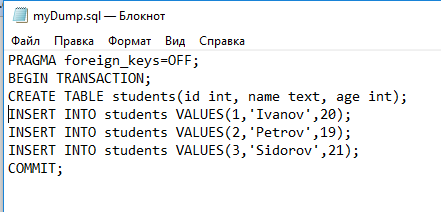 myDump.sql — Блокнот
Файл Правка Формат Вид Справка
PRAGMA foreign_keys=OFF;
BEGIN TRANSACTION;
CREATE TABLE students(id int, name text, age int);
INSERT INTO students VALUES(1,'Ivanov',20);
INSERT INTO students VALUES(2,'Petrov',19);
INSERT INTO students VALUES(3,'Sidorov',21);
COMMIT;